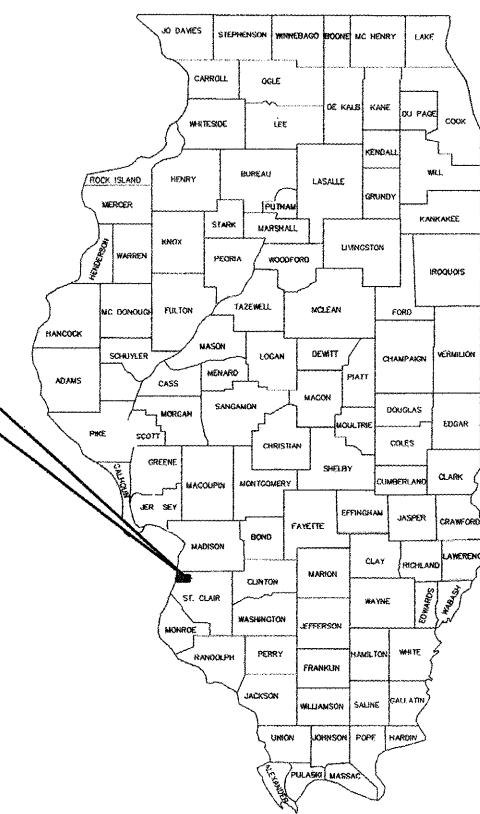 JO DAVIES
STEPHENSON
WINNEBAGO
BOONE
MC HENRY
LAKE
CARROLL
OGLE
DE KALB
KANE
DU PAGE
COOK
WHITESIDE
LEE
KENDALL
WILL
ROCK ISLAND
HENRY
BUREAU
LASALLE
GRUNDY
MERCER
PUTNAM
KANKAKEE
STARK
MARSHALL
HENDERSON
WARREN
KNOX
PEORIA
WOODFORD
LIVINGSTON
IROQUOIS
HANCOCK
MC DONOUGH
FULTON
TAZEWELL
MCLEAN
FORD
MASON
LOGAN
DEWITT
CHAMPAIGN
VERMILION
SCHUYLER
ADAMS
CASS
MENARD
PIATT
MACON
MORGAN
SANGAMON
DOUGLAS
EDGAR
PIKE
SCOTT
CHRISTIAN
MOULTRIE
COLES
GREENE
SHELBY
CALHOUN
MACOUPIN
MONTGOMERY
CUMBERLAND
CLARK
JER SEY
FAYETTE
EFFINGHAM
JASPER
CRAWFORD
MADISON
BOND
CLAY
RICHLAND
LAWRENC
CLINTON
MARION
ST. CLAIR
WAYNE
EDWARDS
WABASH
WASHINGTON
JEFFERSON
MONROE
RANDOLPH
PERRY
HAMILTON
WHITE
FRANKLIN
JACKSON
WILLIAMSON
SALINE
GALLATIN
UNION
JOHNSON
POPE
HARDIN
ALEXANDER
PULASKI
MASSAC